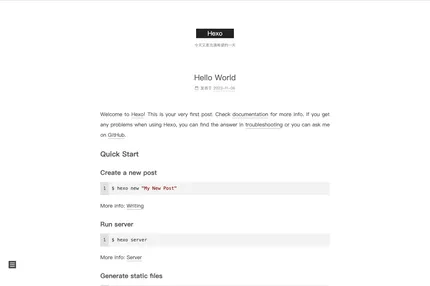 Hexo
Hello World
发表于 2020-11-06
Welcome to Hexo! This is your very first post. Check documentation for more info. If you get
any problems when using Hexo, you can find the answer in troubleshooting or you can ask me
on GitHub.
Quick Start
Create a new post
1 $ hexo new "My New Post"
More info: Writing
Run server
1 $ hexo server
More info: Server
Generate static files